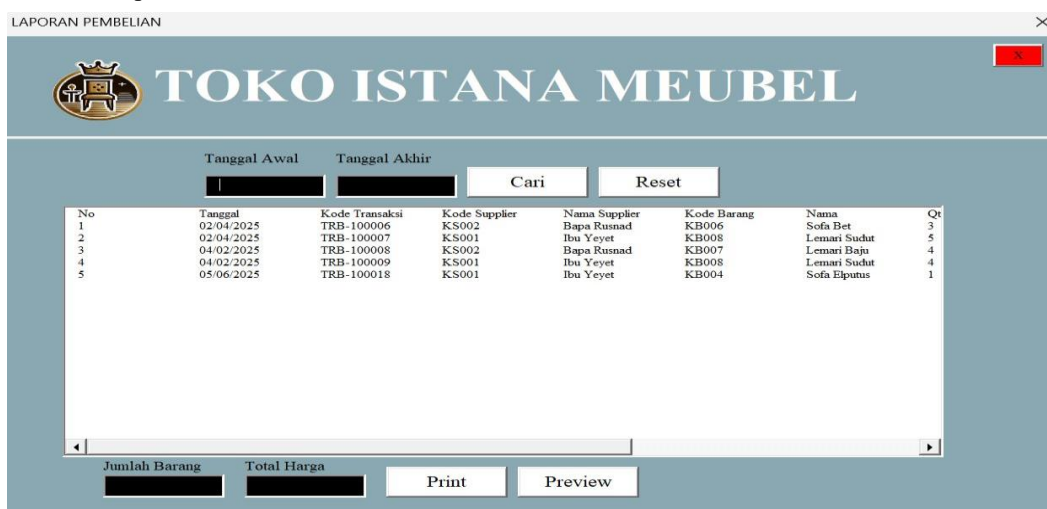 LAPORAN PEMBELIAN
X
TOKO ISTANA MEUBEL
Tanggal Awal Tanggal Akhir
Cari Reset
No Tanggal Kode Transaksi Kode Supplier Nama Supplier Kode Barang Nama Qt
1 02/04/2025 TRB-100006 KS002 Bapa Rusnad KB006 Sofa Bet 3
2 02/04/2025 TRB-100007 KS001 Ibu Yeyet KB008 Lemari Sudut 5
3 04/02/2025 TRB-100008 KS002 Bapa Rusnad KB007 Lemari Baju 4
4 04/02/2025 TRB-100009 KS001 Ibu Yeyet KB008 Lemari Sudut 4
5 05/06/2025 TRB-100018 KS001 Ibu Yeyet KB004 Sofa Elputus 1
Jumlah Barang Total Harga
Print Preview